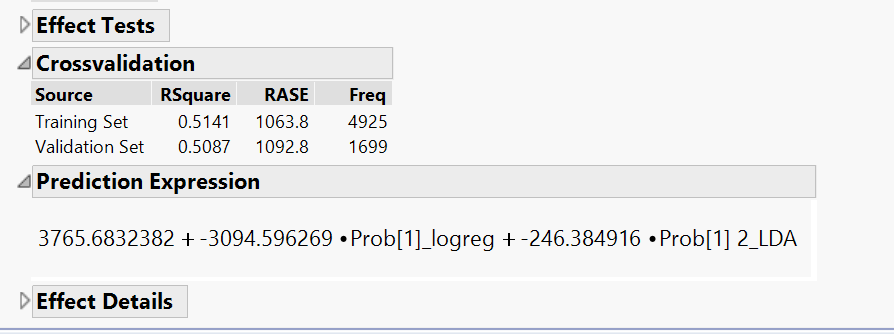 Effect Tests
Crossvalidation
Source RSquare RASE Freq
Training Set 0.5141 1063.8 4925
Validation Set 0.5087 1092.8 1699
Prediction Expression
3765.6832382 + -3094.596269 •Prob[1]_logreg + -246.384916 •Prob[1] 2_LDA
Effect Details